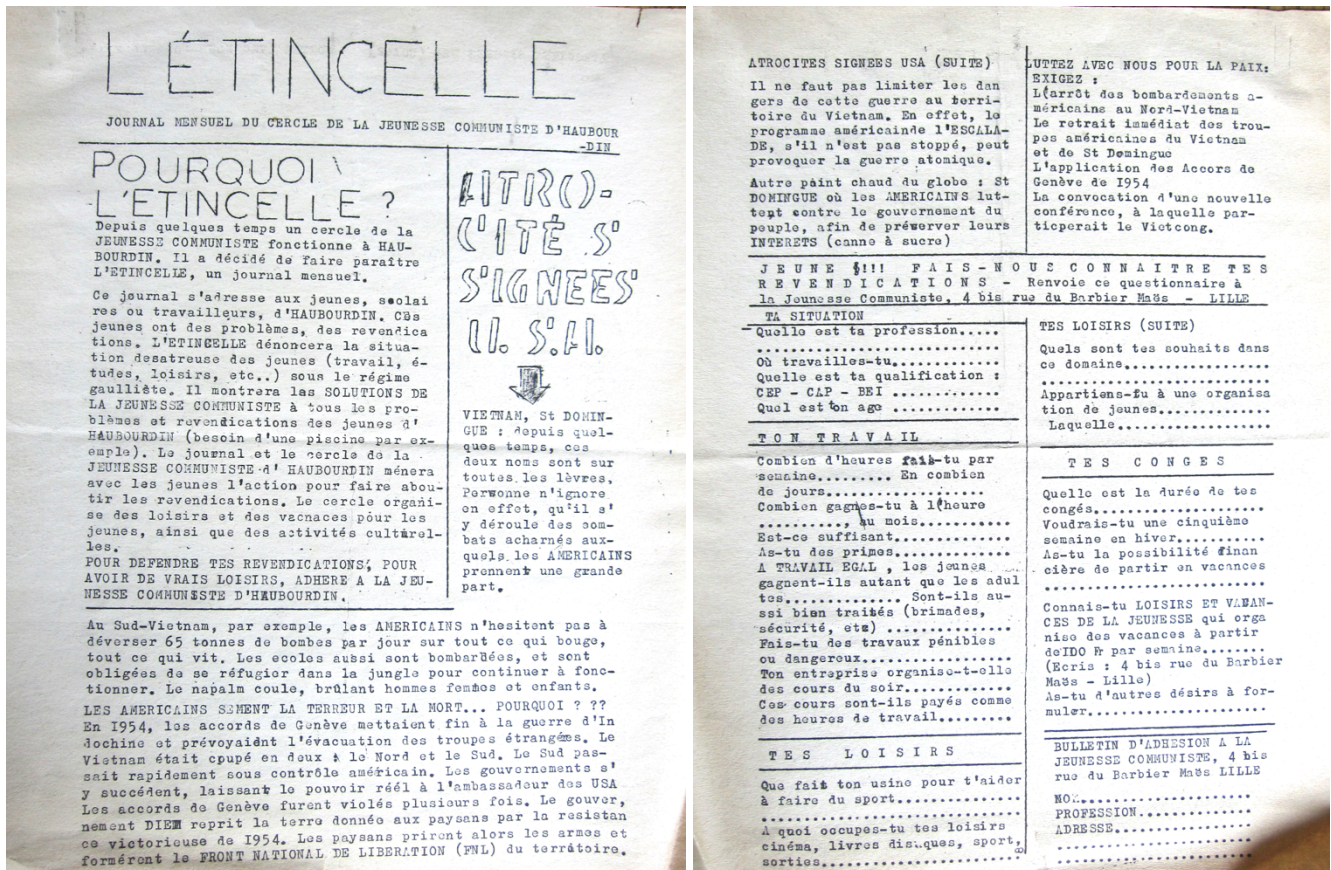 L'ÉTINCELLE
JOURNAL MENSUEL DU CERCLE DE LA JEUNESSE COMMUNISTE D'HAUBOUR
-DIN
POURQUOI
L'ETINCELLE ?
Depuis quelques temps un cercle de la
JEUNESSE COMMUNISTE fonctionne à HAU-
BOURDIN. Il a décidé de faire paraître
L'ETINCELLE, un journal mensuel.
Ce journal s'adresse aux jeunes, scolai
res ou travailleurs, d'HAUBOURDIN. Ces
jeunes ont des problèmes, des revendica
tions. L'ETINCELLE dénoncera la situa-
tion desatreuse des jeunes (travail, é-
tudes, loisirs, etc..) sous le régime
gaulliste. Il montrera les SOLUTIONS DE
LA JEUNESSE COMMUNISTE à tous les pro-
blèmes et revendications des jeunes d'
HAUBOURDIN (besoin d'une piscine par ex-
emple). Le journal et le cercle de la
JEUNESSE COMMUNISTE d' HAUBOURDIN ménera
avec les jeunes l'action pour faire abou-
tir les revendications. Le cercle organi-
se des loisirs et des vacnaces pour les
jeunes, ainsi que des activités culturel-
les.
POUR DEFENDRE TES REVENDICATIONS, POUR
AVOIR DE VRAIS LOISIRS, ADHERE A LA JEU-
NESSE COMMUNISTE D'HAUBOURDIN.
ATRO-
CITÉ S
SIGNEES
U.S.A.
VIETNAM, St DOMIN-
GUE : depuis quel-
ques temps, ces
deux noms sont sur
toutes les lèvres.
Personne n'ignore
en effet, qu'il s'
y déroule des com-
bats acharnés aux-
quels les AMERICAINS
prennent une grande
part.
Au Sud-Vietnam, par exemple, les AMERICAINS n'hesitent pas à
déverser 65 tonnes de bombes par jour sur tout ce qui bouge,
tout ce qui vit. Les ecoles aussi sont bombardées, et sont
obligées de se réfugier dans la jungle pour continuer à fonc-
tionner. Le napalm coule, brûlant hommes femmes et enfants.
LES AMERICAINS SEMENT LA TERREUR ET LA MORT... POURQUOI ? ??
En I954, les accords de Genève mettaient fin à la guerre d'In
dochine et prévoyaient l'évacuation des troupes étrangées. Le
Vietnam était cpupé en deux : le Nord et le Sud. Le Sud pas-
sait rapidement sous contrôle américain. Les gouvernements s'
y succédent, laissant le pouvoir réél à l'ambassadeur des USA
Les accords de Genève furent violés plusieurs fois. Le gouver,
nement DIEM reprit la terre donnée aux paysans par la resistan
ce victorieuse de I954. Les paysans prirent alors les armes et
formérent le FRONT NATIONAL DE LIBERATION (FNL) du territoire.
ATROCITES SIGNEES USA (SUITE)
Il ne faut pas limiter les dan
gers de cette guerre au terri-
toire du Vietnam. En effet, le
programme américainde l'ESCALA-
DE, s'il n'est pas stoppé, peut
provoquer la guerre atomique.
Autre point chaud du globe : St
DOMINGUE où les AMERICAINS lut-
tent contre le gouvernement du
peuple, afin de préserver leurs
INTERETS (canne à sucre)
LUTTEZ AVEC NOUS POUR LA PAIX:
EXIGEZ :
L'arrôt des bombardements a-
méricains au Nord-Vietnam
Le retrait immédiat des trou-
pes américaines du Vietnam
et de St Domingue
L'application des Accors de
Genève de I954
La convocation d'une nouvelle
conférence, à laquelle par-
ticperait le Vietcong.
JEUNE !!!! FAIS-NOUS CONNAITRE TES
REVENDICATIONS - Renvoie ce questionnaire à
la Jeunesse Communiste, 4 bis rue du Barbier Maës - LILLE
TA SITUATION
Quelle est ta profession.....
..............................
Où travailles-tu.............
Quelle est ta qualification :
CEP - CAP - BEI
Quel est ton age .............
TON TRAVAIL
Combien d'heures fais-tu par
semaine......... En combien
de jours...................
Combien gagnes-tu à l'heure
.........., au mois...........
Est-ce suffisant.............
As-tu des primes.............
A TRAVAIL EGAL , les jeunes
gagnent-ils autant que les adul
tes............. Sont-ils au-
ssi bien traités (brimades,
sécurité, etc) ..............
Fais-tu des travaux pénibles
ou dangereux.................
Ton entreprise organise-t-elle
des cours du soir............
Ces cours sont-ils payés comme
des heures de travail.........
TES LOISIRS
Que fait ton usine pour t'aider
à faire du sport..............
..............................
A quoi occupes-tu tes loisirs
cinéma, livres disques, sport,
sorties.......................
TES LOISIRS (SUITE)
Quels sont tes souhaits dans
ce domaine..................
............................
Appartiens-tu à une organisa
tion de jeunes..............
Laquelle....................
TES CONGES
Quelle est la durée de tes
congés......................
Voudrais-tu une cinquième
semaine en hiver............
As-tu la possibilité finan
cière de partir en vacances
............................
Connais-tu LOISIRS ET VACAN-
CES DE LA JEUNESSE qui orga
nise des vacances à partir
de IDO Fr par semaine........
(Ecris : 4 bis rue du Barbier
Maës - Lille)
As-tu d'autres désirs à for-
muler.......................
BULLETIN D'ADHESION A LA
JEUNESSE COMMUNISTE, 4 bis
rue du Barbier Maës LILLE
NOM.....................
PROFESSION..............
ADRESSE.................
........................